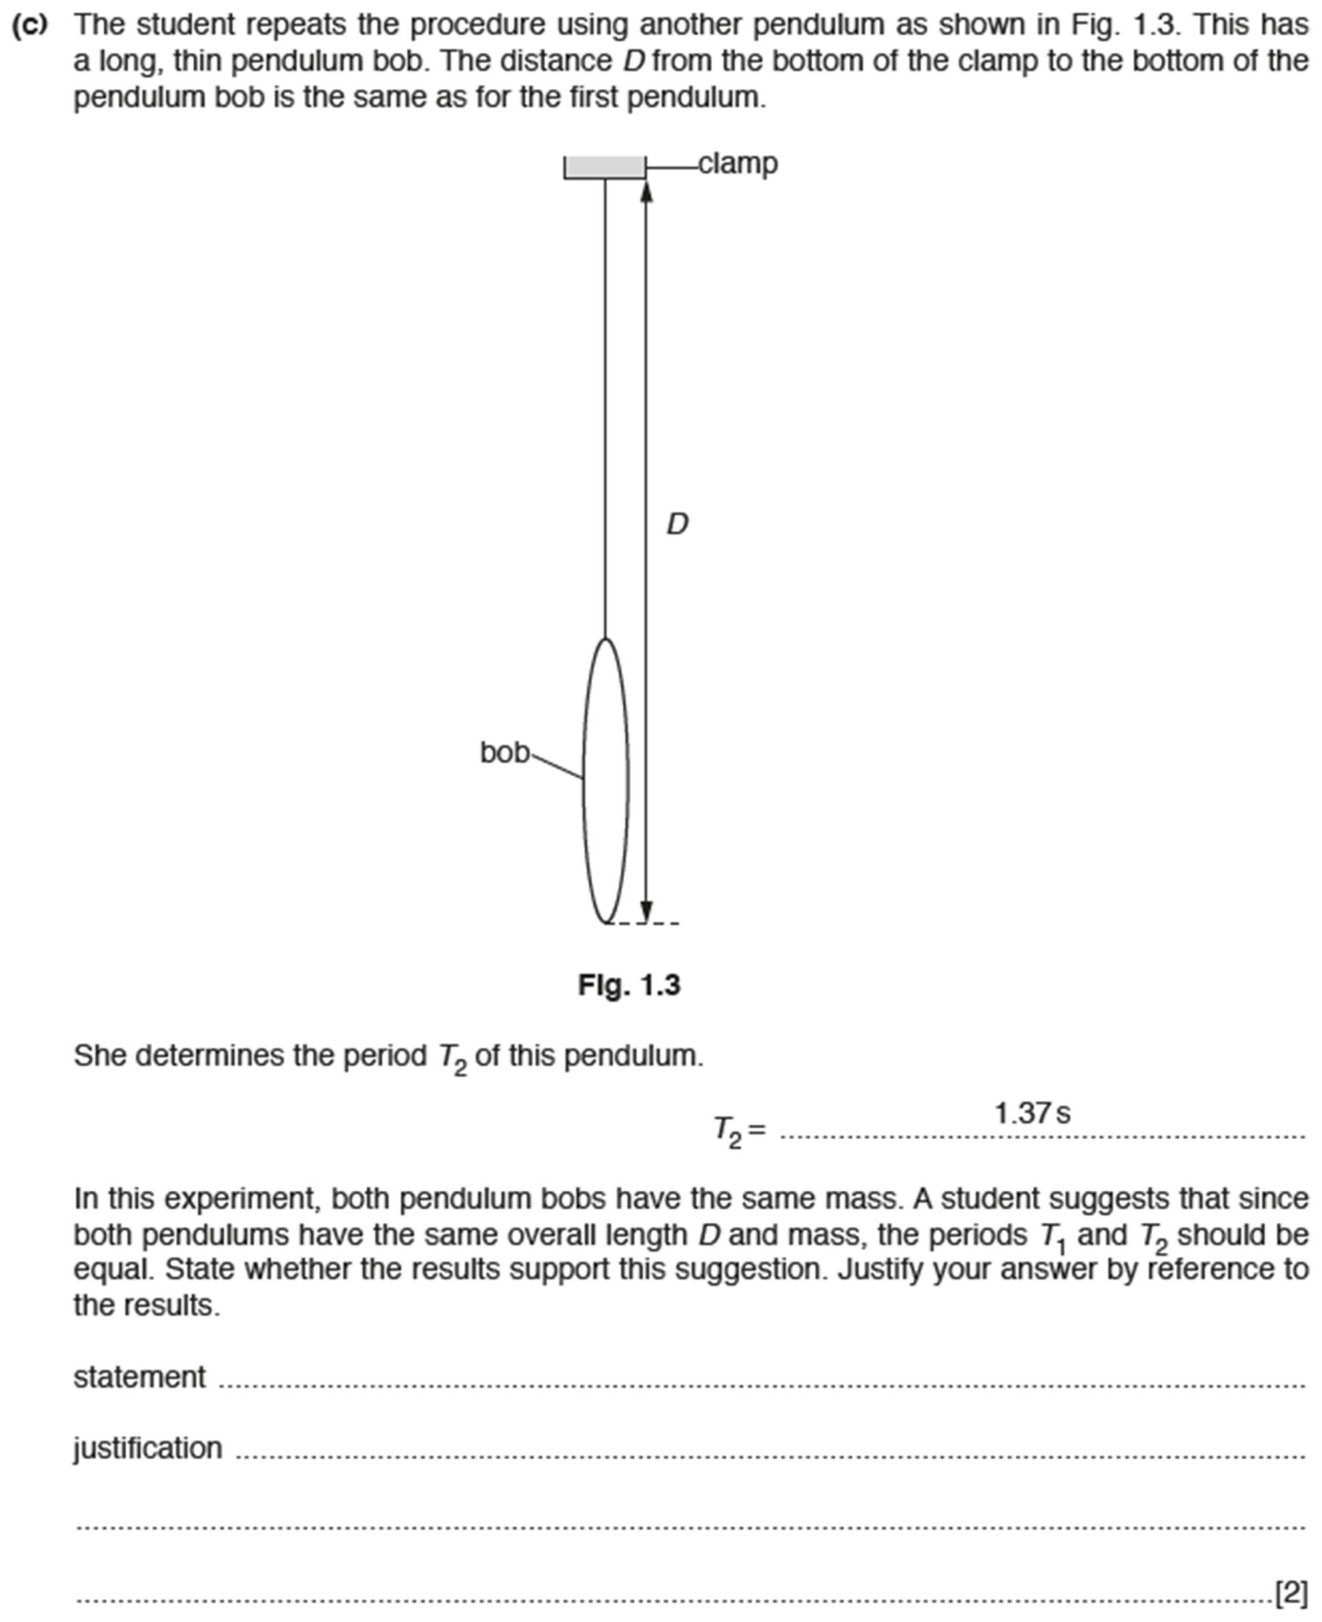 (c) The student repeats the procedure using another pendulum as shown in Fig. 1.3. This has
a long, thin pendulum bob. The distance D from the bottom of the clamp to the bottom of the
pendulum bob is the same as for the first pendulum.
clamp
D
bob
Fig. 1.3
She determines the period T₂ of this pendulum.
T₂ = ........ 1.37 s ........
In this experiment, both pendulum bobs have the same mass. A student suggests that since
both pendulums have the same overall length D and mass, the periods T₁ and T₂ should be
equal. State whether the results support this suggestion. Justify your answer by reference to
the results.
statement ........
justification ........
........
........[2]